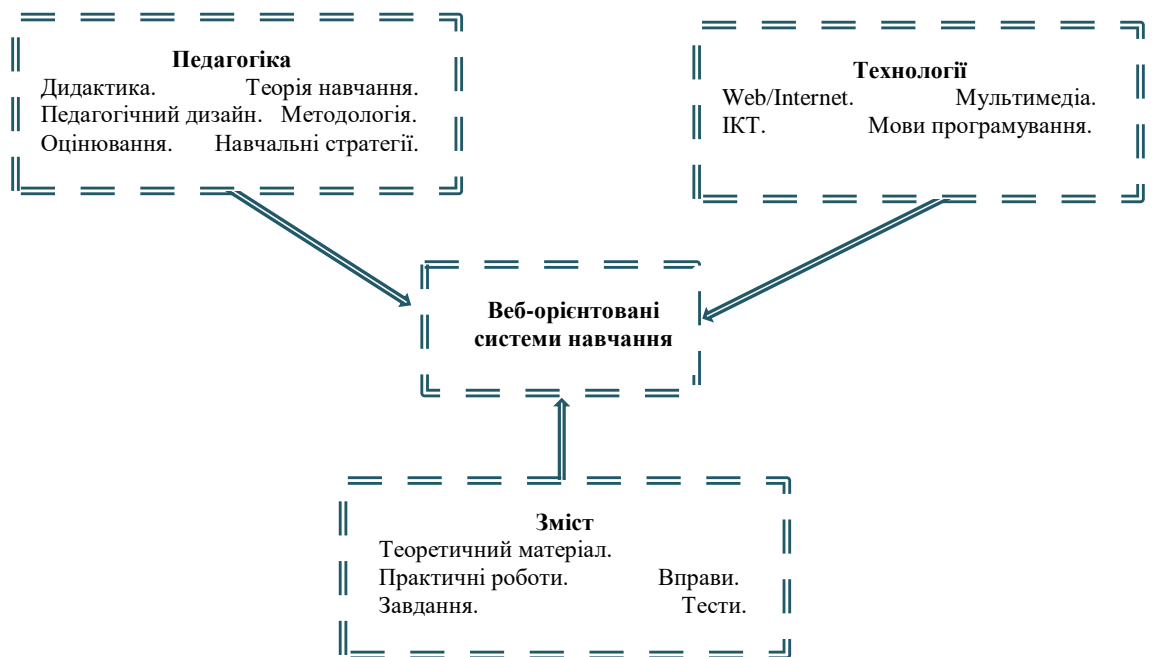 Педагогіка
Дидактика. Теорія навчання.
Педагогічний дизайн. Методологія.
Оцінювання. Навчальні стратегії.
Технології
Web/Internet. Мультимедіа.
ІКТ. Мови програмування.
Веб-орієнтовані
системи навчання
Зміст
Теоретичний матеріал.
Практичні роботи. Вправи.
Завдання. Тести.